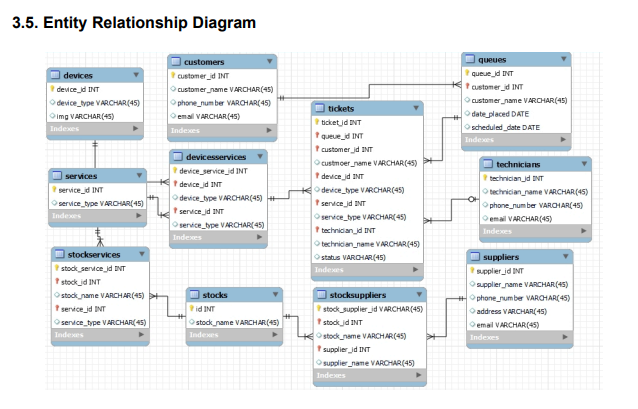 3.5. Entity Relationship Diagram
devices
device_id INT
device_type VARCHAR(45)
img VARCHAR(45)
Indexes
customers
customer_id INT
customer_name VARCHAR(45)
phone_number VARCHAR(45)
email VARCHAR(45)
Indexes
queues
queue_id INT
customer_id INT
customer_name VARCHAR(45)
date_placed DATE
scheduled_date DATE
Indexes
tickets
ticket_id INT
queue_id INT
customer_id INT
custmoer_name VARCHAR(45)
device_id INT
device_type VARCHAR(45)
service_id INT
service_type VARCHAR(45)
technician_id INT
technician_name VARCHAR(45)
status VARCHAR(45)
Indexes
services
service_id INT
service_type VARCHAR(45)
Indexes
devicesservices
device_service_id INT
device_id INT
device_type VARCHAR(45)
service_id INT
service_type VARCHAR(45)
Indexes
technicians
technician_id INT
technician_name VARCHAR(45)
phone_number VARCHAR(45)
email VARCHAR(45)
Indexes
stockservices
stock_service_id INT
stock_id INT
stock_name VARCHAR(45)
service_id INT
service_type VARCHAR(45)
Indexes
stocks
id INT
stock_name VARCHAR(45)
Indexes
stocksuppliers
stock_supplier_id VARCHAR(45)
stock_id INT
stock_name VARCHAR(45)
supplier_id INT
supplier_name VARCHAR(45)
Indexes
suppliers
supplier_id INT
supplier_name VARCHAR(45)
phone_number VARCHAR(45)
address VARCHAR(45)
email VARCHAR(45)
Indexes